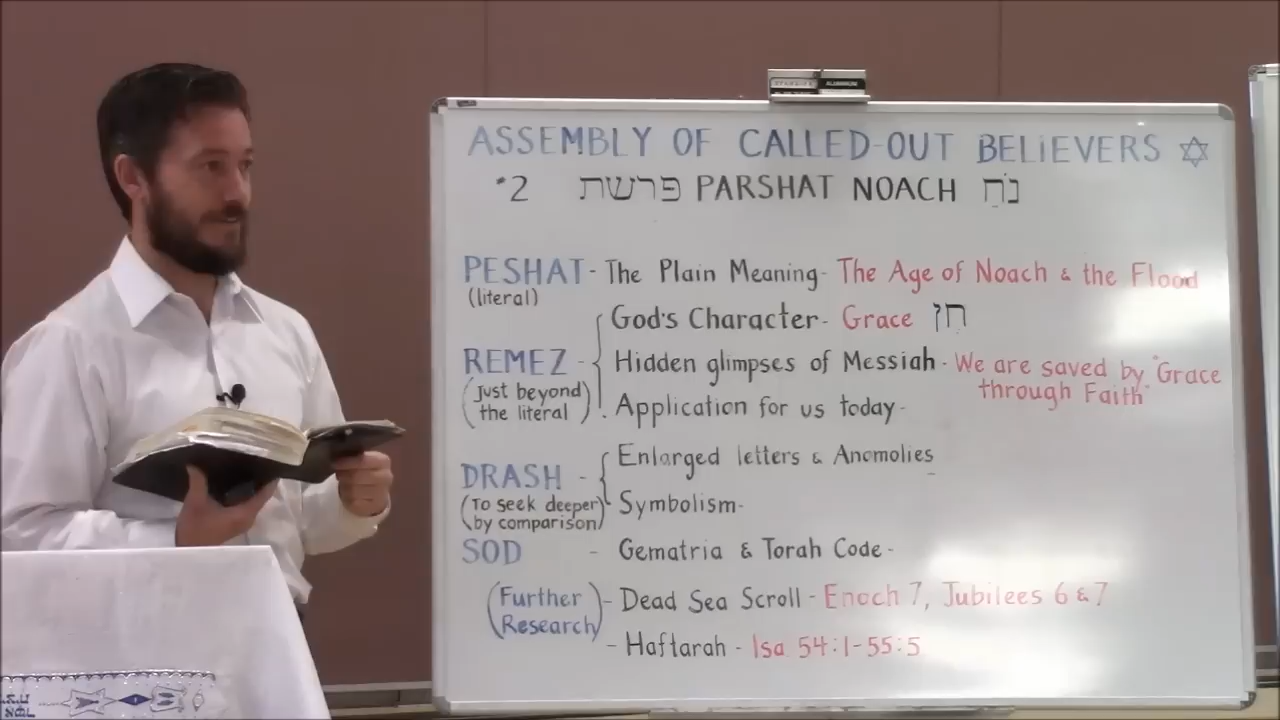 ASSEMBLY OF CALLED-OUT BELIEVERS
#2 פרשת PARSHAT NOACH נֹחַ
PESHAT - The Plain Meaning - The Age of Noach & the Flood
(literal)
God's Character - Grace חן
REMEZ - Hidden glimpses of Messiah - We are saved by "Grace
through Faith"
(Just beyond
the literal)
Application for us today -
Enlarged letters & Anomolies
DRASH -
(To seek deeper
by comparison)
Symbolism -
SOD - Gematria & Torah Code -
(Further
Research)
- Dead Sea Scroll - Enoch 7, Jubilees 6 & 7
- Haftarah - Isa 54:1-55:5